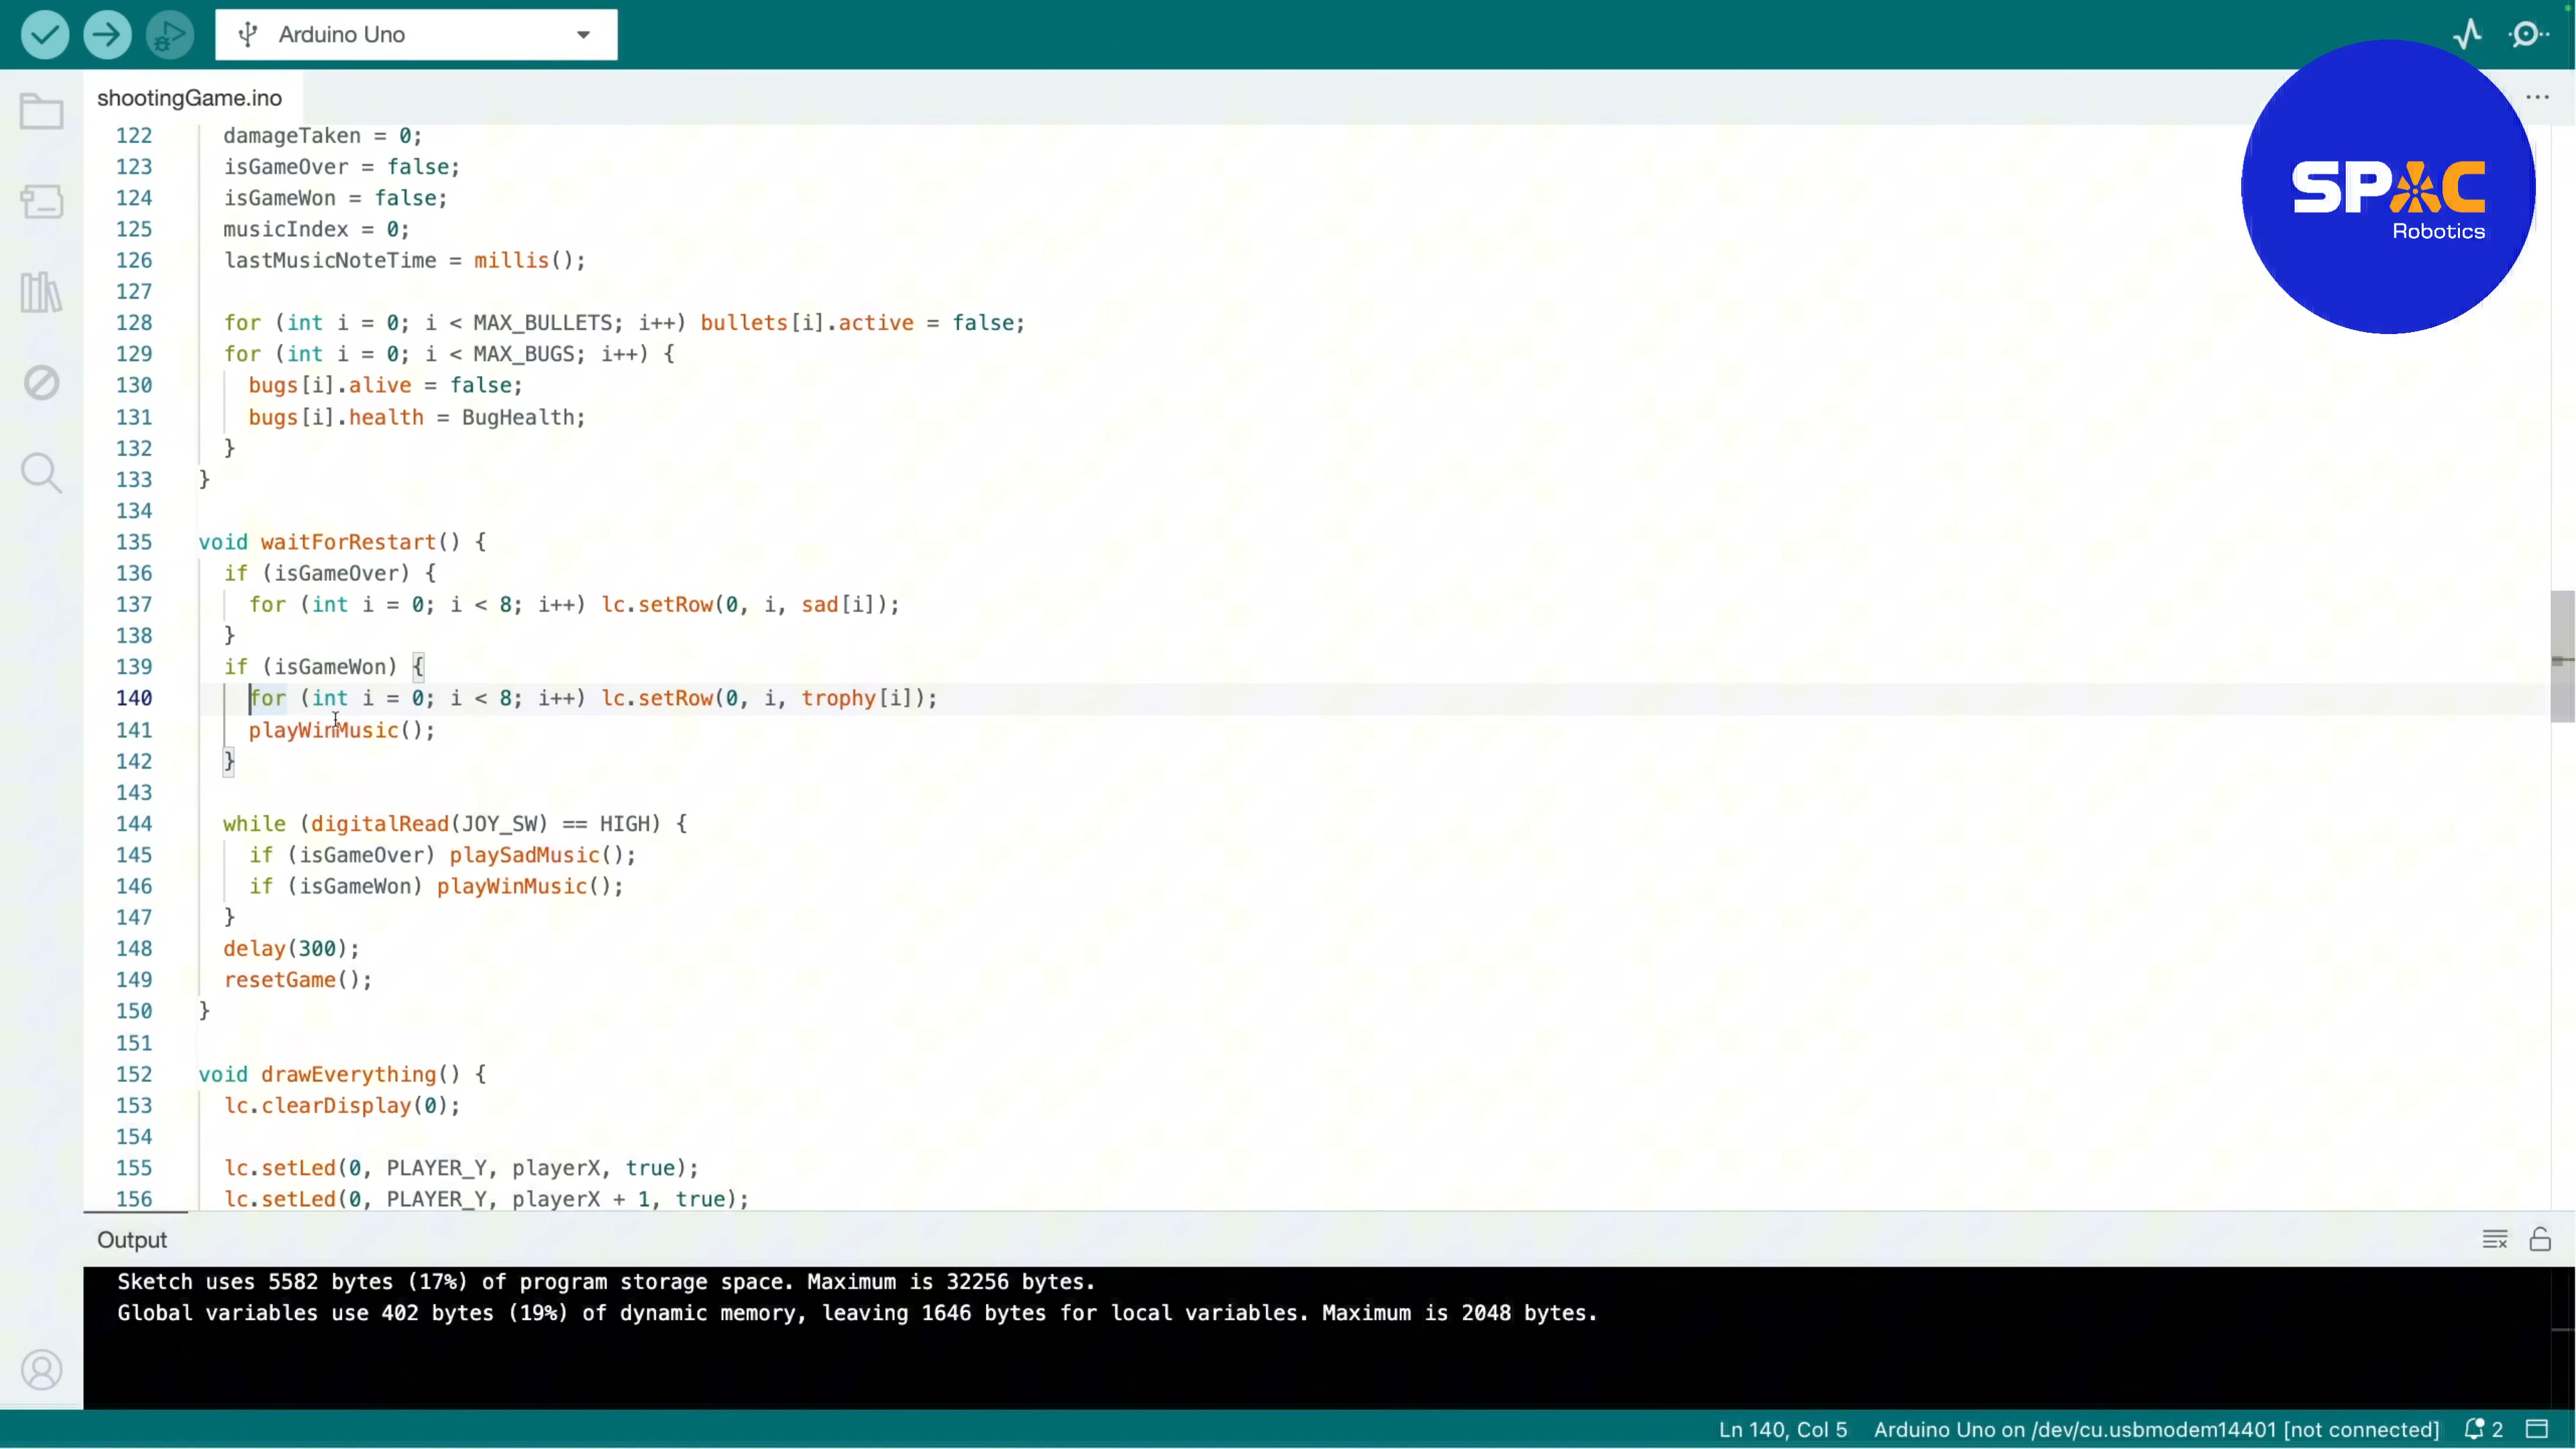 Arduino Uno
shootingGame.ino
SPAC
Robotics
122 damageTaken = 0;
123 isGameOver = false;
124 isGameWon = false;
125 musicIndex = 0;
126 lastMusicNoteTime = millis();
127
128 for (int i = 0; i < MAX_BULLETS; i++) bullets[i].active = false;
129 for (int i = 0; i < MAX_BUGS; i++) {
130 bugs[i].alive = false;
131 bugs[i].health = BugHealth;
132 }
133 }
134
135 void waitForRestart() {
136 if (isGameOver) {
137 for (int i = 0; i < 8; i++) lc.setRow(0, i, sad[i]);
138 }
139 if (isGameWon) {
140 for (int i = 0; i < 8; i++) lc.setRow(0, i, trophy[i]);
141 playWinMusic();
142 }
143
144 while (digitalRead(JOY_SW) == HIGH) {
145 if (isGameOver) playSadMusic();
146 if (isGameWon) playWinMusic();
147 }
148 delay(300);
149 resetGame();
150 }
151
152 void drawEverything() {
153 lc.clearDisplay(0);
154
155 lc.setLed(0, PLAYER_Y, playerX, true);
156 lc.setLed(0, PLAYER_Y, playerX + 1, true);
Output
Sketch uses 5582 bytes (17%) of program storage space. Maximum is 32256 bytes.
Global variables use 402 bytes (19%) of dynamic memory, leaving 1646 bytes for local variables. Maximum is 2048 bytes.
Ln 140, Col 5 Arduino Uno on /dev/cu.usbmodem14401 [not connected] 2